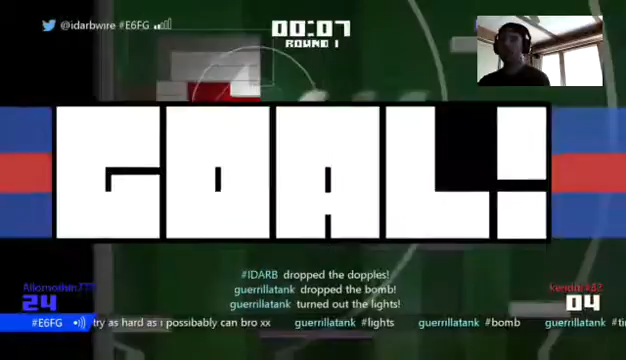 @idarbwire #E6FG
00:07
ROUND 1
GOAL!
#IDARB dropped the dopples!
guerrillatank dropped the bomb!
guerrillatank turned out the lights!
24
04
#E6FG try as hard as i possibably can bro xx guerrillatank #lights guerrillatank #bomb guerrillatank